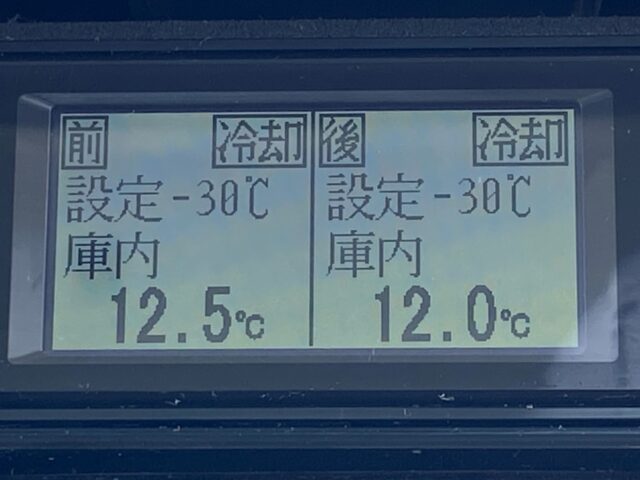 前 冷却
設定-30℃
庫内
12.5℃
後 冷却
設定-30℃
庫内
12.0℃